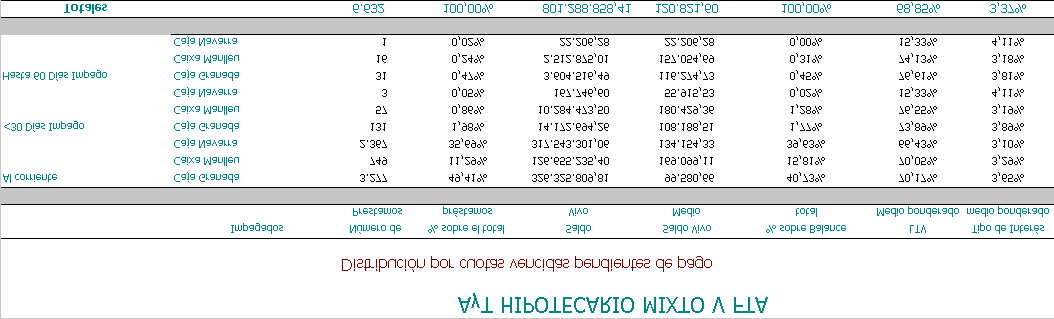 AyT HIPOTECARIO MIXTO V FTA
Distribución por cuotas vencidas pendientes de pago
Impagados Número de % sobre el total Saldo Saldo Vivo % sobre Balance LTV Tipo de Interés
Prestamos préstamos Vivo Medio total Medio ponderado medio ponderado
Al corriente Caja Granada 3.277 49,41% 326.325.809,81 99.580,66 40,73% 70,17% 3,65%
Caixa Manlleu 749 11,29% 126.655.235,40 169.099,11 15,81% 70,05% 3,29%
Caja Navarra 2.367 35,69% 317.543.301,06 134.154,33 39,63% 66,43% 3,10%
<30 Días Impago Caja Granada 131 1,98% 14.172.694,26 108.188,51 1,77% 73,89% 3,89%
Caixa Manlleu 57 0,86% 10.284.473,50 180.429,36 1,28% 76,55% 3,19%
Caja Navarra 3 0,05% 167.746,60 55.915,53 0,02% 15,33% 4,11%
Hasta 60 Días Impago Caja Granada 31 0,47% 3.604.516,49 116.274,73 0,45% 76,61% 3,81%
Caixa Manlleu 16 0,24% 2.512.875,01 157.054,69 0,31% 74,13% 3,18%
Caja Navarra 1 0,02% 22.206,28 22.206,28 0,00% 15,33% 4,11%
Totales 6.632 100,00% 801.288.858,41 120.821,60 100,00% 68,85% 3,37%